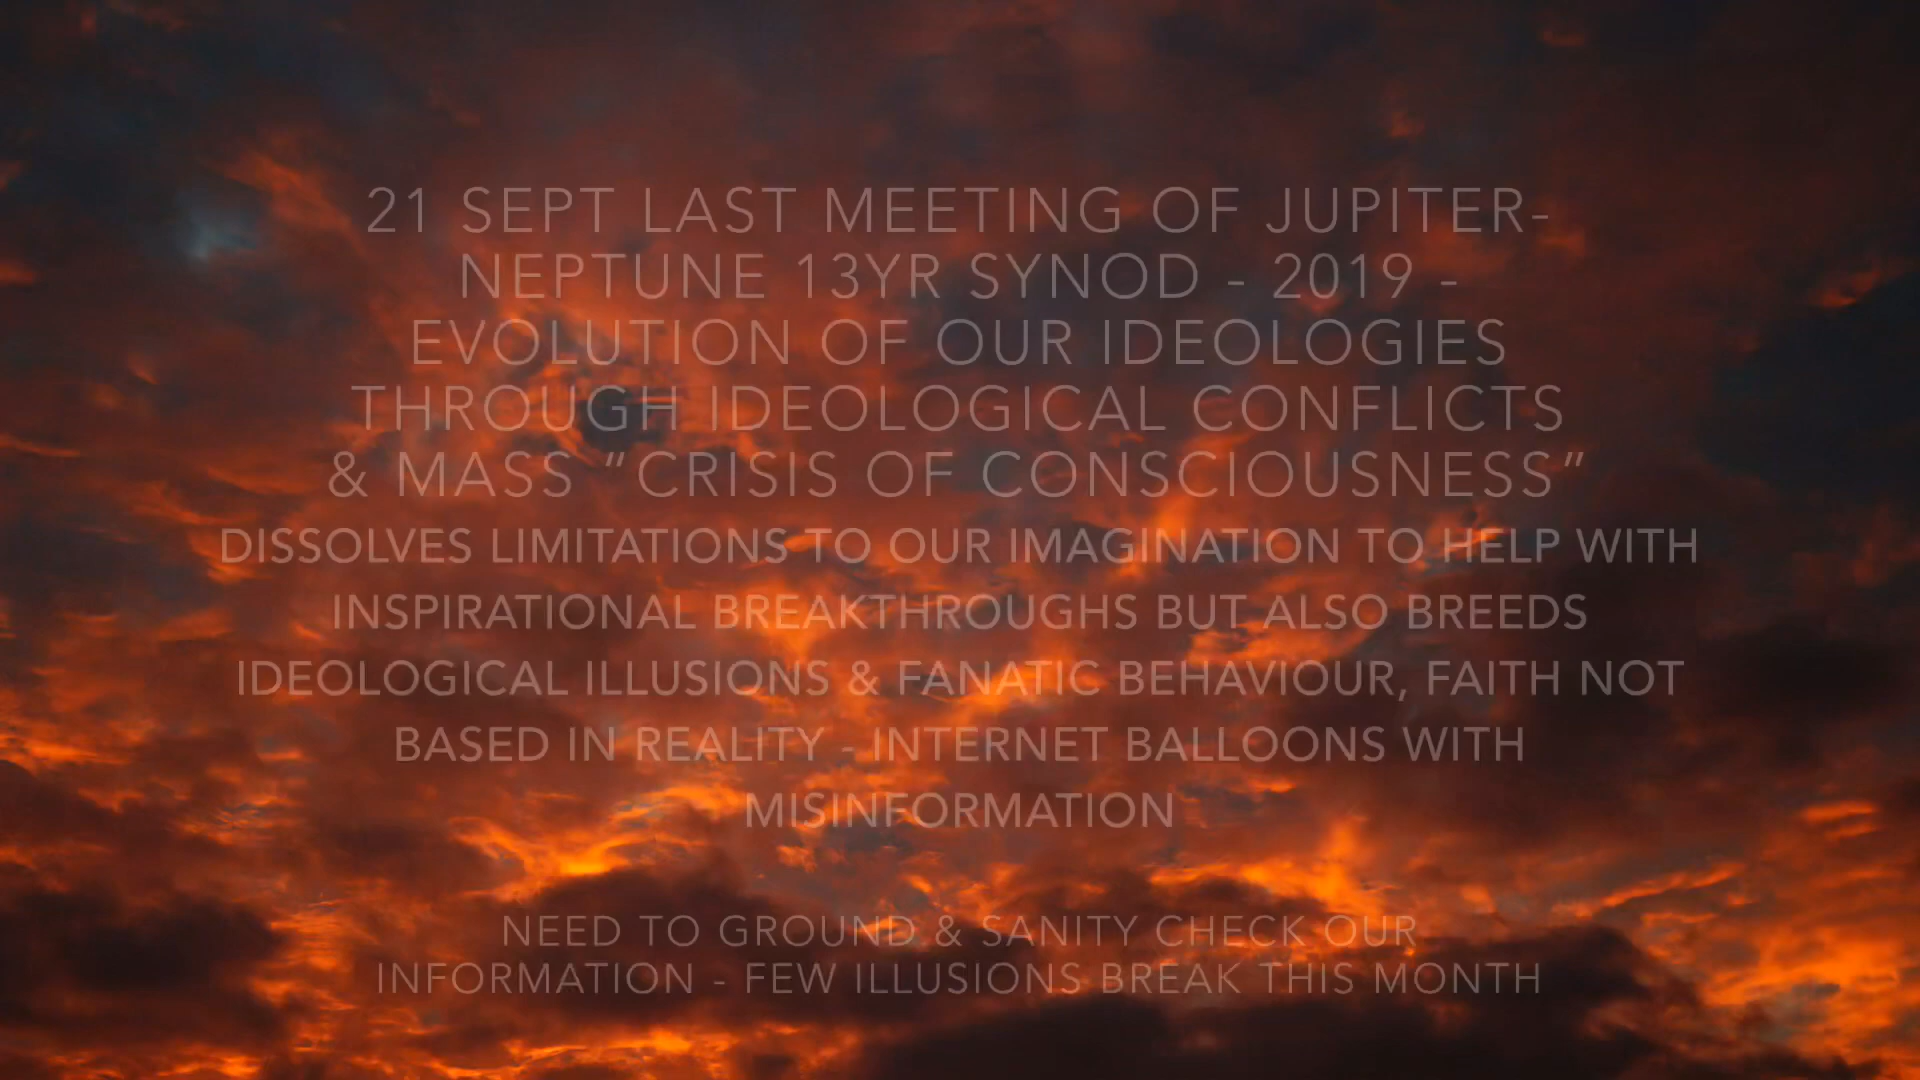 21 SEPT LAST MEETING OF JUPITER-
NEPTUNE 13YR SYNOD - 2019 -
EVOLUTION OF OUR IDEOLOGIES
THROUGH IDEOLOGICAL CONFLICTS
& MASS “CRISIS OF CONSCIOUSNESS”
DISSOLVES LIMITATIONS TO OUR IMAGINATION TO HELP WITH
INSPIRATIONAL BREAKTHROUGHS BUT ALSO BREEDS
IDEOLOGICAL ILLUSIONS & FANATIC BEHAVIOUR, FAITH NOT
BASED IN REALITY - INTERNET BALLOONS WITH
MISINFORMATION
NEED TO GROUND & SANITY CHECK OUR
INFORMATION - FEW ILLUSIONS BREAK THIS MONTH